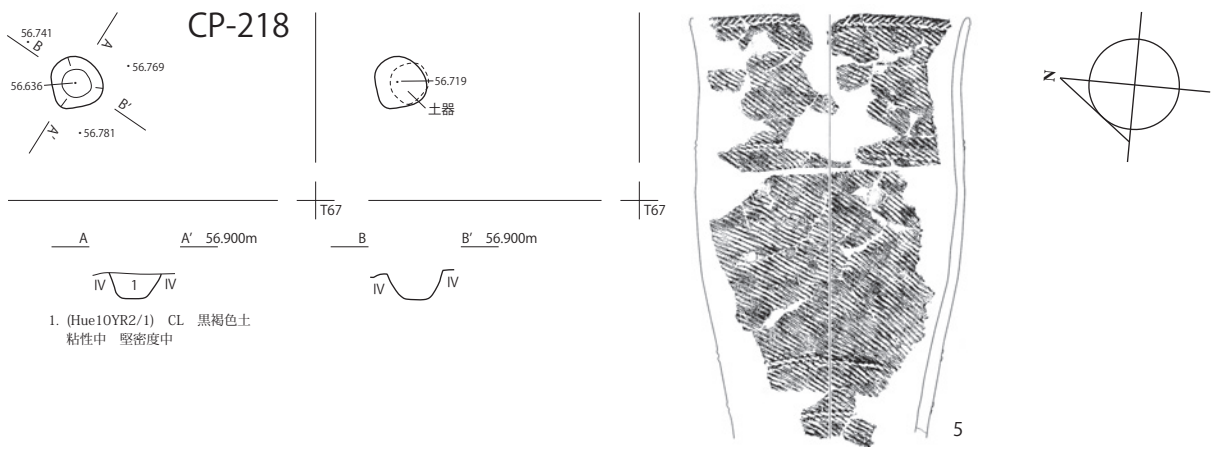 CP-218
56.741
B
A
56.769
56.636
B'
A'
56.781
56.719
土器
T67
T67
A A' 56.900m
B B' 56.900m
IV 1 IV
IV IV
1. (Hue10YR2/1) CL 黒褐色土
粘性中 堅密度中
5
N